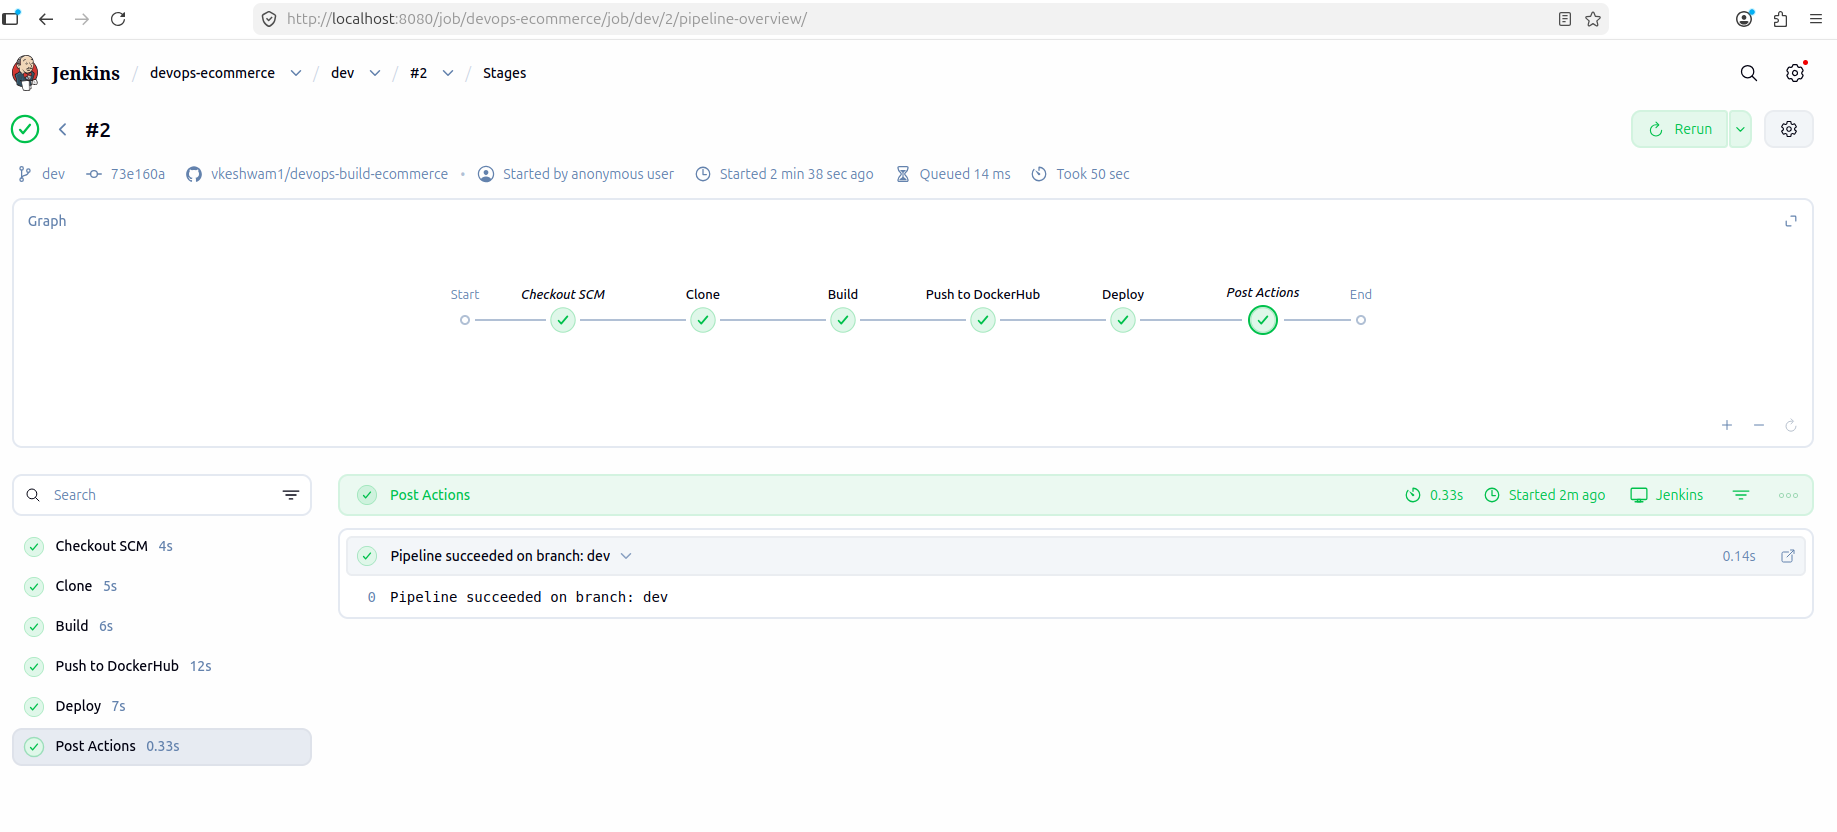 http://localhost:8080/job/devops-ecommerce/job/dev/2/pipeline-overview/
Jenkins / devops-ecommerce / dev / #2 / Stages
#2
Rerun
dev 73e160a vkeshwam1/devops-build-ecommerce • Started by anonymous user Started 2 min 38 sec ago Queued 14 ms Took 50 sec
Graph
Start Checkout SCM Clone Build Push to DockerHub Deploy Post Actions End
Search
Post Actions 0.33s Started 2m ago Jenkins
Pipeline succeeded on branch: dev 0.14s
0 Pipeline succeeded on branch: dev
Checkout SCM 4s
Clone 5s
Build 6s
Push to DockerHub 12s
Deploy 7s
Post Actions 0.33s